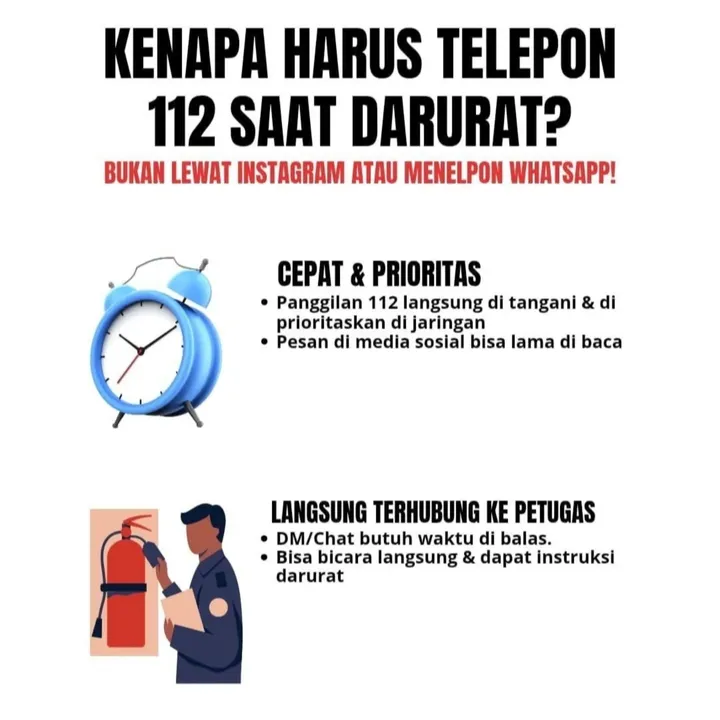 KENAPA HARUS TELEPON
112 SAAT DARURAT?
BUKAN LEWAT INSTAGRAM ATAU MENELPON WHATSAPP!
CEPAT & PRIORITAS
• Panggilan 112 langsung di tangani & di
prioritaskan di jaringan
• Pesan di media sosial bisa lama di baca
LANGSUNG TERHUBUNG KE PETUGAS
• DM/Chat butuh waktu di balas.
• Bisa bicara langsung & dapat instruksi
darurat